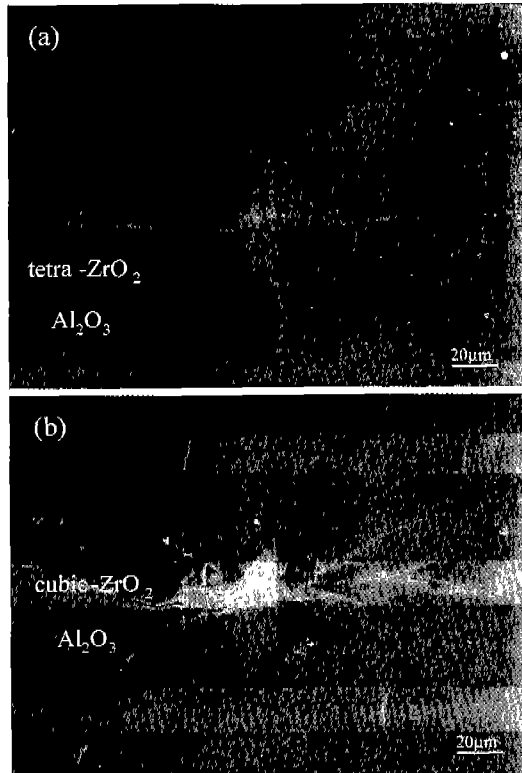 (a)
tetra -ZrO₂
Al₂O₃
20μm
(b)
cubic-ZrO₂
Al₂O₃
20μm